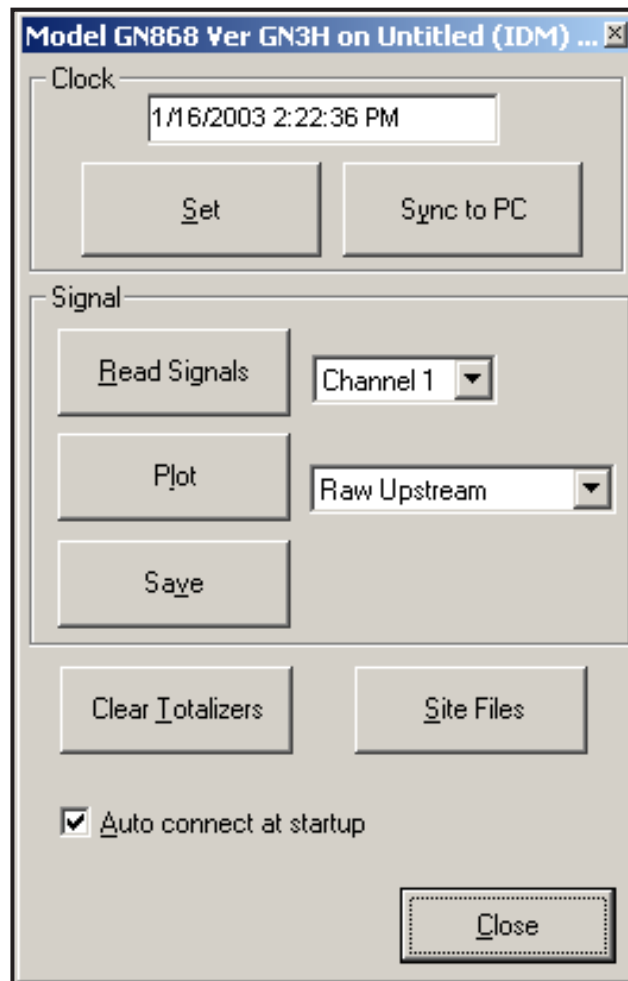 Model GN868 Ver GN3H on Untitled (IDM) ...
Clock
1/16/2003 2:22:36 PM
Set Sync to PC
Signal
Read Signals Channel 1
Plot Raw Upstream
Save
Clear Totalizers Site Files
Auto connect at startup
Close